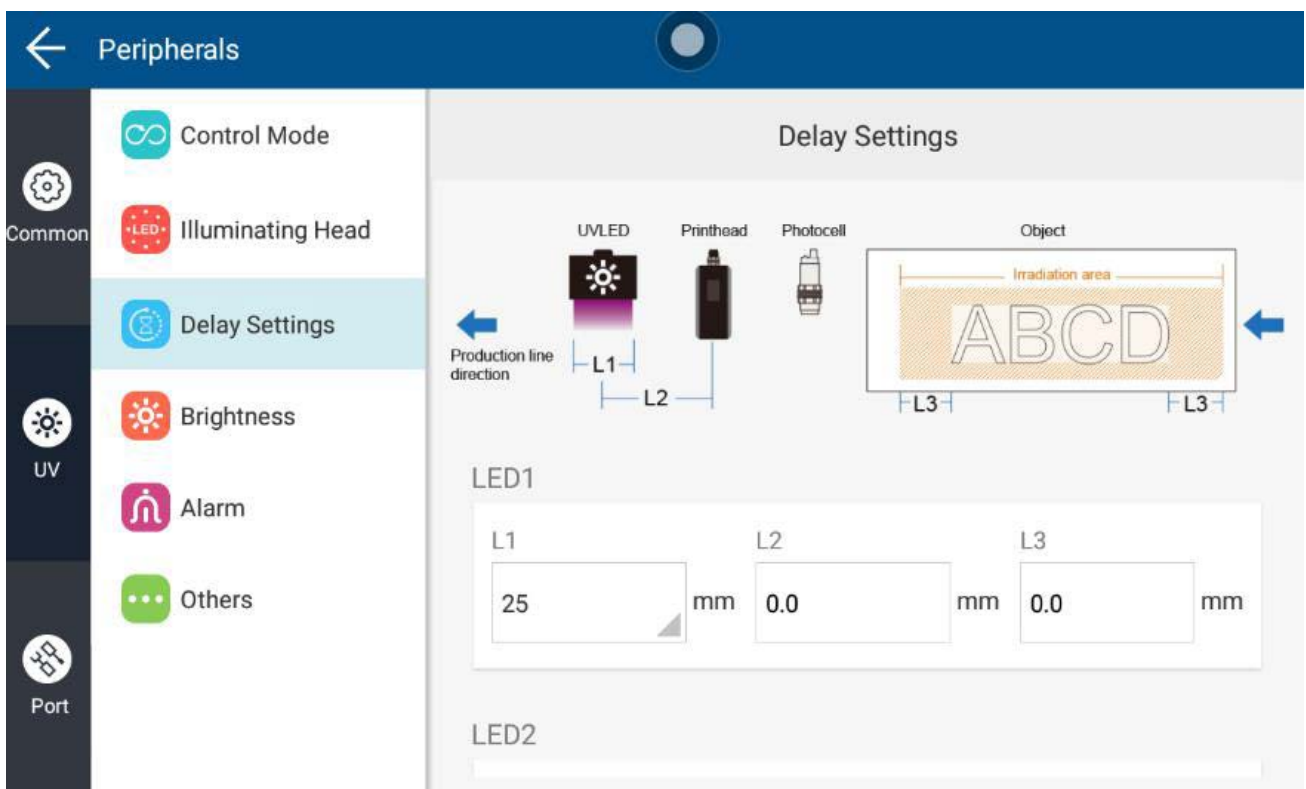 Peripherals
Common
UV
Port
Control Mode
LED
Illuminating Head
Delay Settings
Brightness
Alarm
Others
Delay Settings
UVLED
Printhead
Photocell
Object
Irradiation area
ABCD
Production line
direction
L1
L2
L3
L3
LED1
L1
L2
L3
25
mm
0.0
mm
0.0
mm
LED2